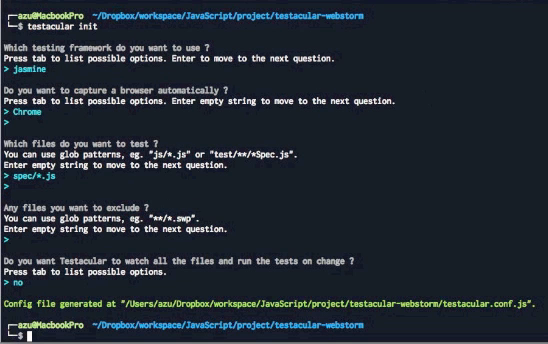 azu@MacbookPro ~/Dropbox/workspace/JavaScript/project/testacular-webstorm
$ testacular init
Which testing framework do you want to use ?
Press tab to list possible options. Enter to move to the next question.
> jasmine
Do you want to capture a browser automatically ?
Press tab to list possible options. Enter empty string to move to the next question.
> Chrome
>
Which files do you want to test ?
You can use glob patterns, eg. "js/*.js" or "test/**/*Spec.js".
Enter empty string to move to the next question.
> spec/*.js
>
Any files you want to exclude ?
You can use glob patterns, eg. "**/*.swp".
Enter empty string to move to the next question.
>
Do you want Testacular to watch all the files and run the tests on change ?
Press tab to list possible options.
> no
Config file generated at "/Users/azu/Dropbox/workspace/JavaScript/project/testacular-webstorm/testacular.conf.js".
azu@MacbookPro ~/Dropbox/workspace/JavaScript/project/testacular-webstorm
$